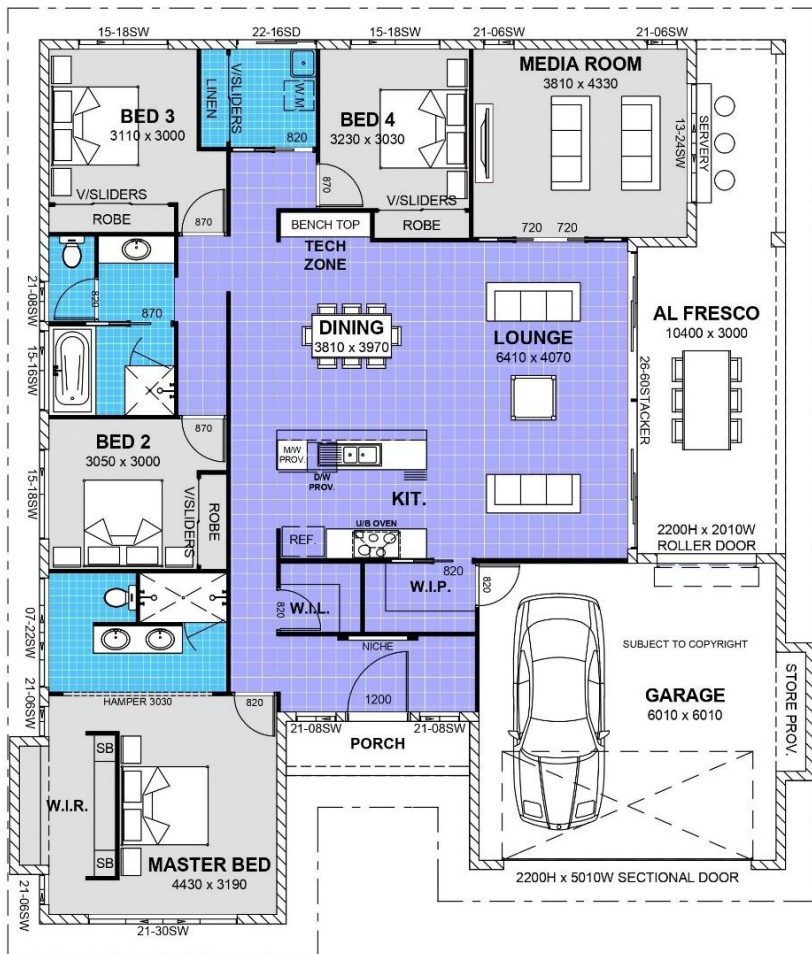 15-18SW
22-16SD
15-18SW
21-06SW
21-06SW
MEDIA ROOM
3810 x 4330
LINEN
V/SLIDERS
W.M.
820
BED 3
3110 x 3000
BED 4
3230 x 3030
SERVERY
13-24SW
V/SLIDERS
ROBE
870
870
V/SLIDERS
ROBE
BENCH TOP
TECH
ZONE
720
720
21-08SW
820
870
DINING
3810 x 3970
LOUNGE
6410 x 4070
AL FRESCO
10400 x 3000
15-16SW
26-60STACKER
870
BED 2
3050 x 3000
15-18SW
V/SLIDERS
ROBE
M/W
PROV.
D/W
PROV.
KIT.
U/B OVEN
REF.
2200H x 2010W
ROLLER DOOR
820
W.I.P.
820
W.I.L.
820
07-22SW
NICHE
SUBJECT TO COPYRIGHT
GARAGE
6010 x 6010
STORE PROV.
21-06SW
HAMPER 3030
820
1200
21-08SW
21-08SW
PORCH
SB
W.I.R.
SB
MASTER BED
4430 x 3190
21-06SW
21-30SW
2200H x 5010W SECTIONAL DOOR